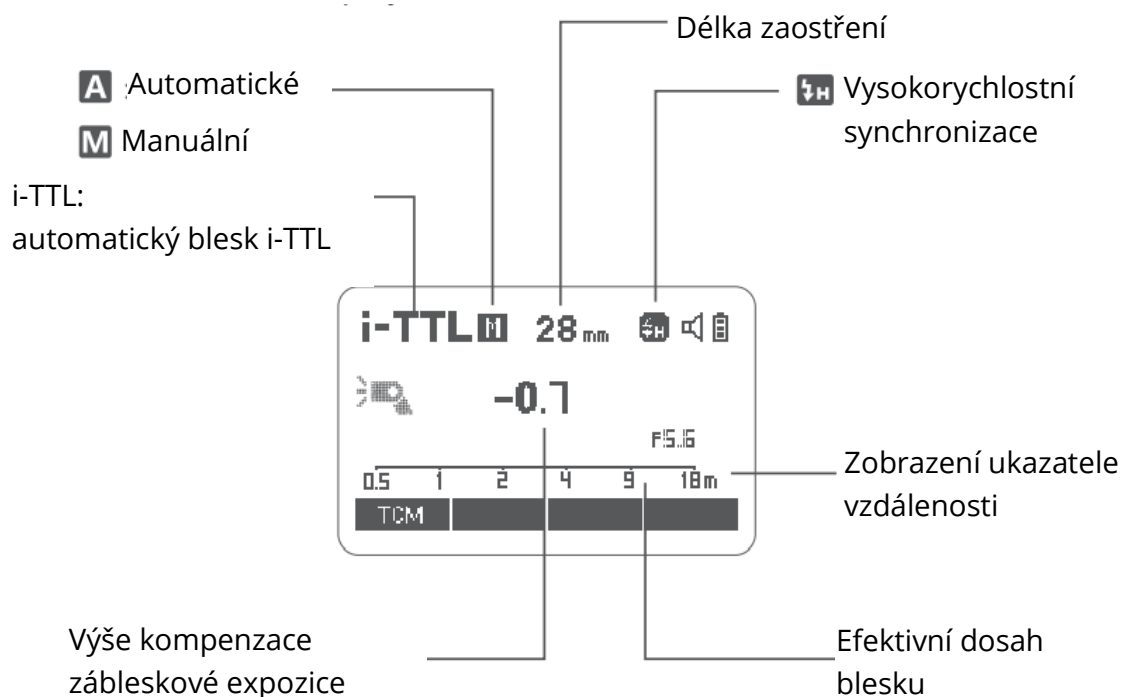 Délka zaostření
A Automatické
M Manuální
H Vysokorychlostní
synchronizace
i-TTL:
automatický blesk i-TTL
i-TTL M 28 mm H
-0.7
F5.6
0.5 1 2 4 9 18m
TCM
Zobrazení ukazatele
vzdálenosti
Výše kompenzace
zábleskové expozice
Efektivní dosah
blesku